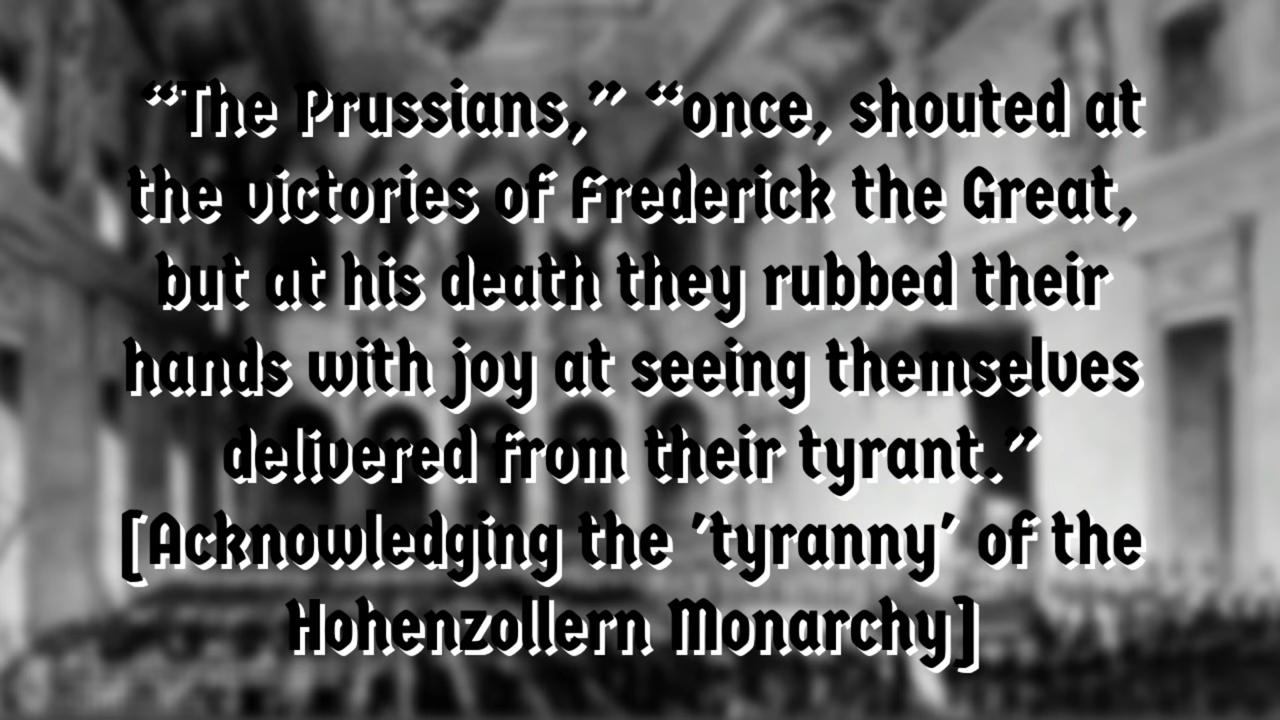 “The Prussians,” “once, shouted at
the victories of Frederick the Great,
but at his death they rubbed their
hands with joy at seeing themselves
delivered from their tyrant.”
[Acknowledging the 'tyranny' of the
Hohenzollern Monarchy]